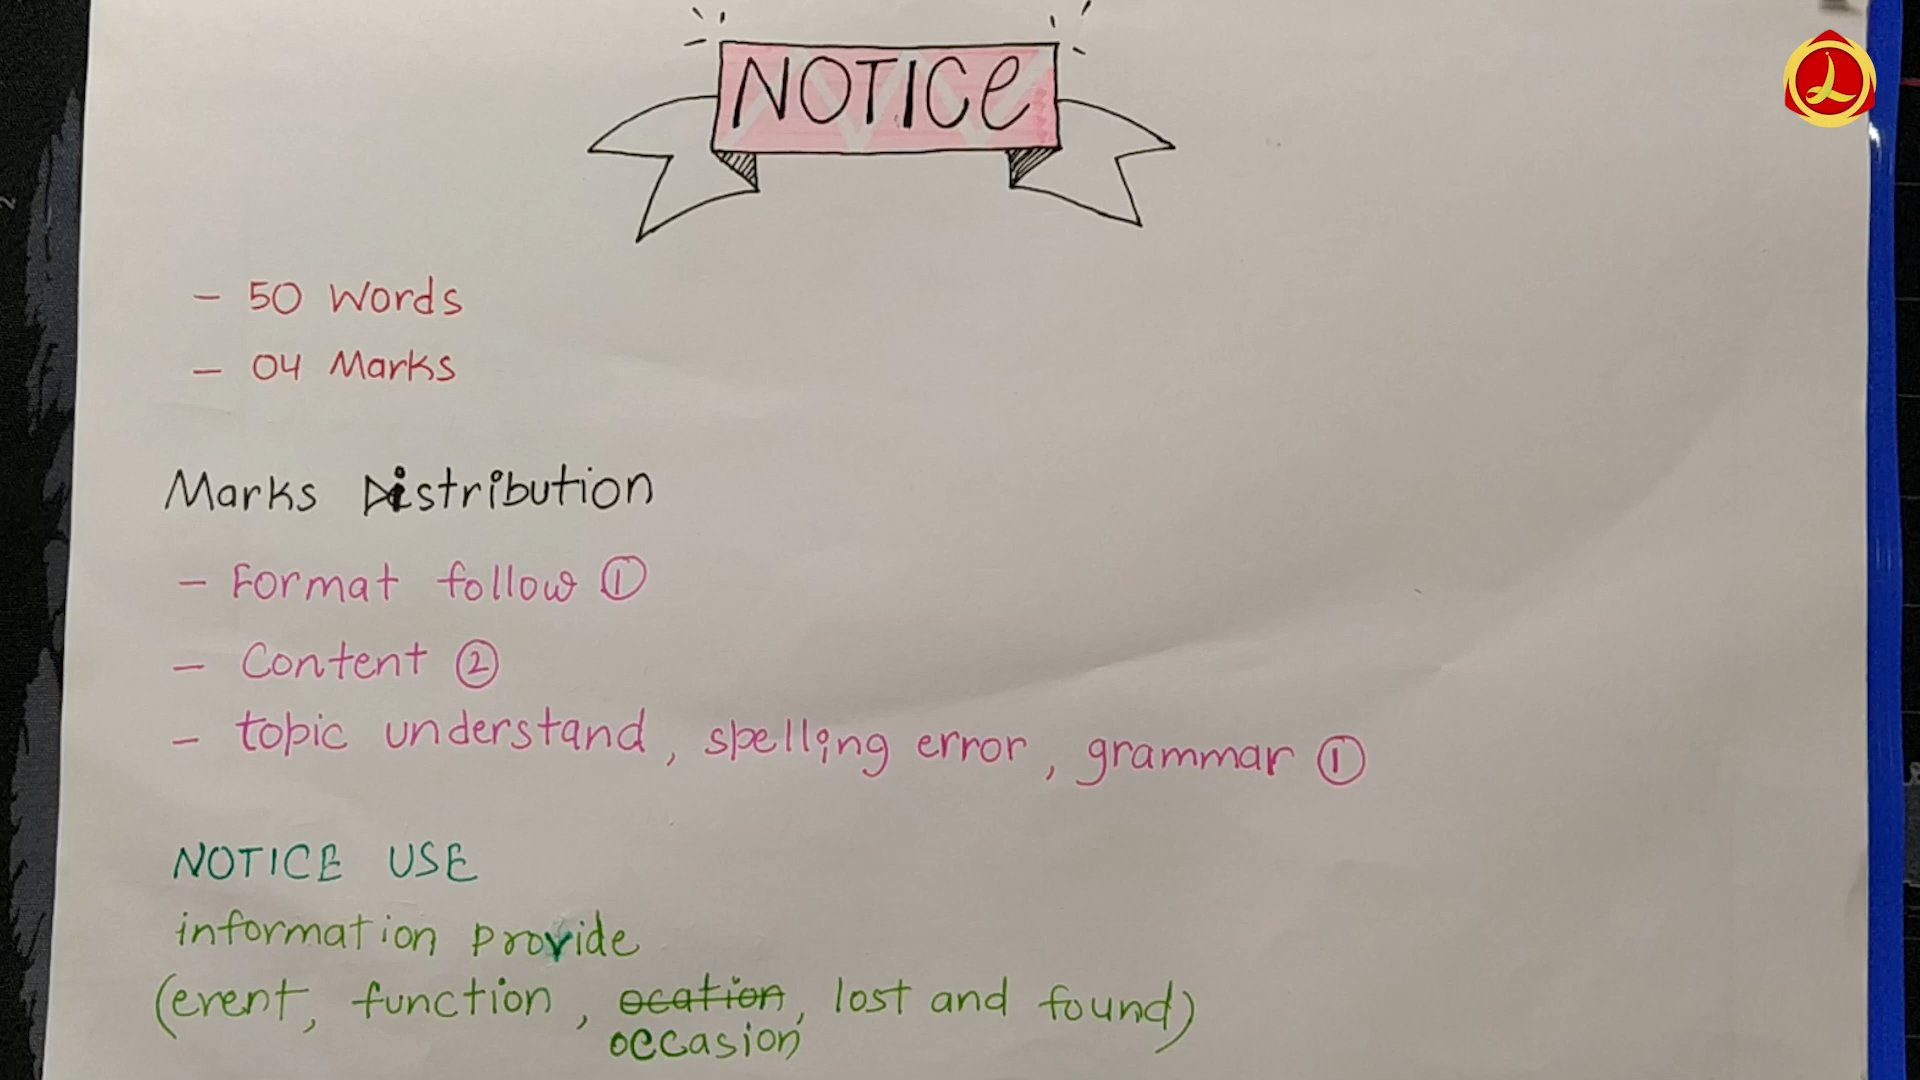 NOTICE
- 50 Words
- 04 Marks
Marks Distribution
- Format follow ①
- Content ②
- topic understand, spelling error, grammar ①
NOTICE USE
information provide
(event, function, ocation, lost and found)
occasion